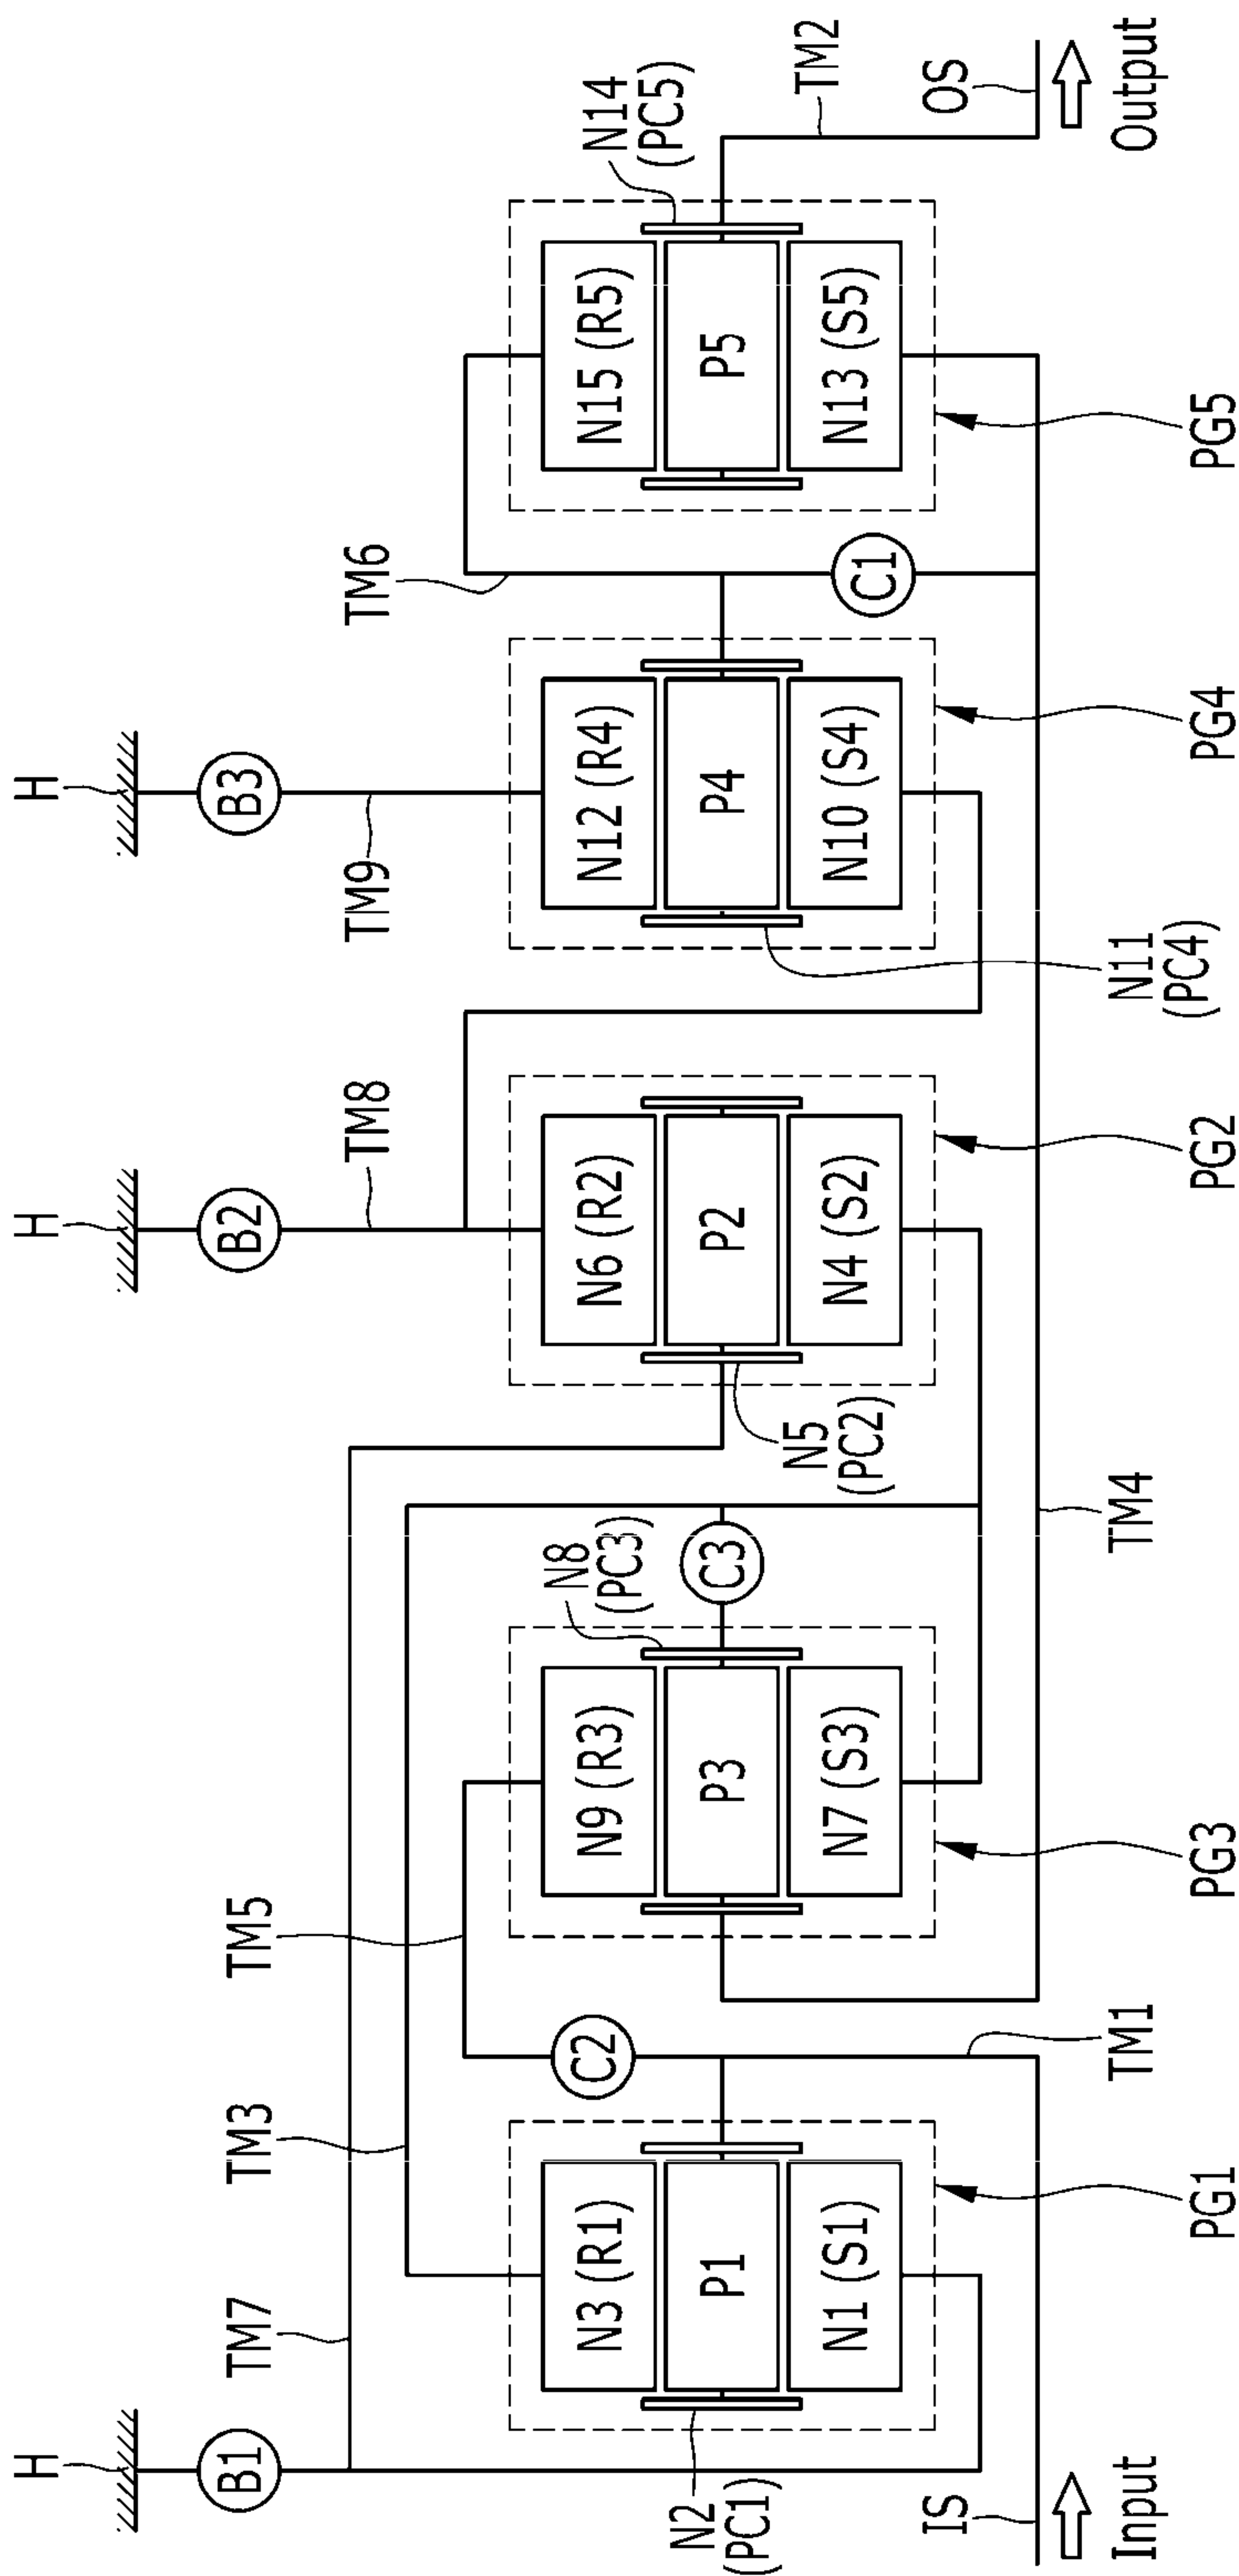 H
H
H
B1
B2
B3
TM7
TM3
TM5
TM8
TM9
TM6
C2
N8
(PC3)
N14
(PC5)
TM2
N3 (R1)
N9 (R3)
N6 (R2)
N12 (R4)
N15 (R5)
P1
P3
C3
P2
P4
P5
N1 (S1)
N7 (S3)
N4 (S2)
N10 (S4)
C1
N13 (S5)
N2
(PC1)
N5
(PC2)
IS
OS
Input
TM1
TM4
N11
(PC4)
Output
PG1
PG3
PG2
PG4
PG5